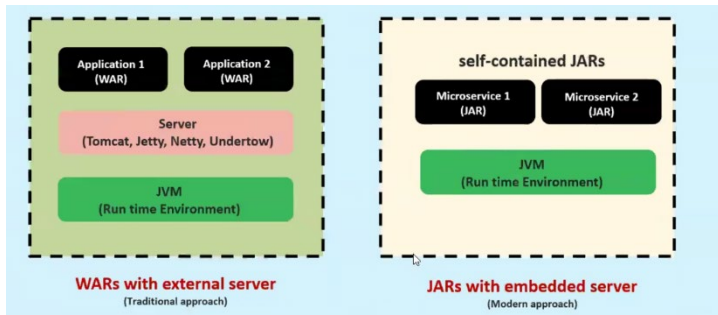 Application 1
(WAR)
Application 2
(WAR)
Server
(Tomcat, Jetty, Netty, Undertow)
JVM
(Run time Environment)
WARs with external server
(Traditional approach)
self-contained JARs
Microservice 1
(JAR)
Microservice 2
(JAR)
JVM
(Run time Environment)
JARs with embedded server
(Modern approach)